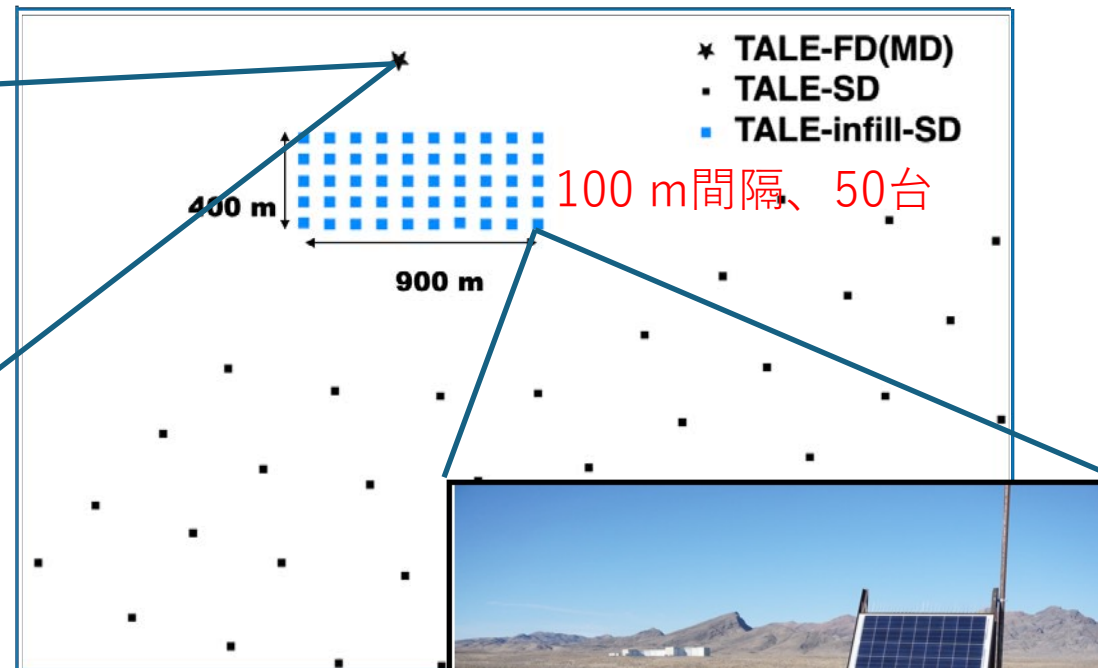 TALE-FD(MD)
TALE-SD
TALE-infill-SD
100 m間隔、50台
400 m
900 m